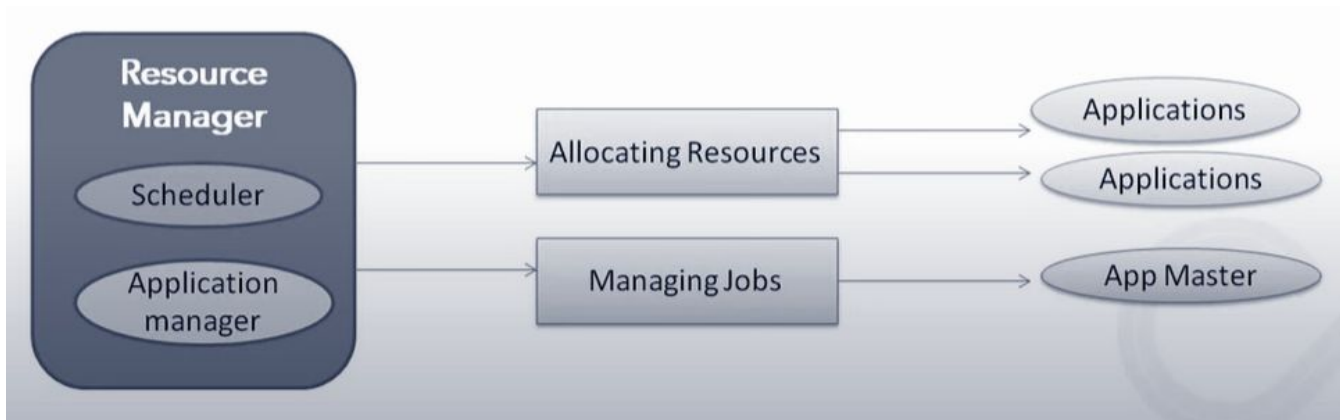 Resource
Manager
Scheduler
Application
manager
Allocating Resources
Managing Jobs
Applications
Applications
App Master